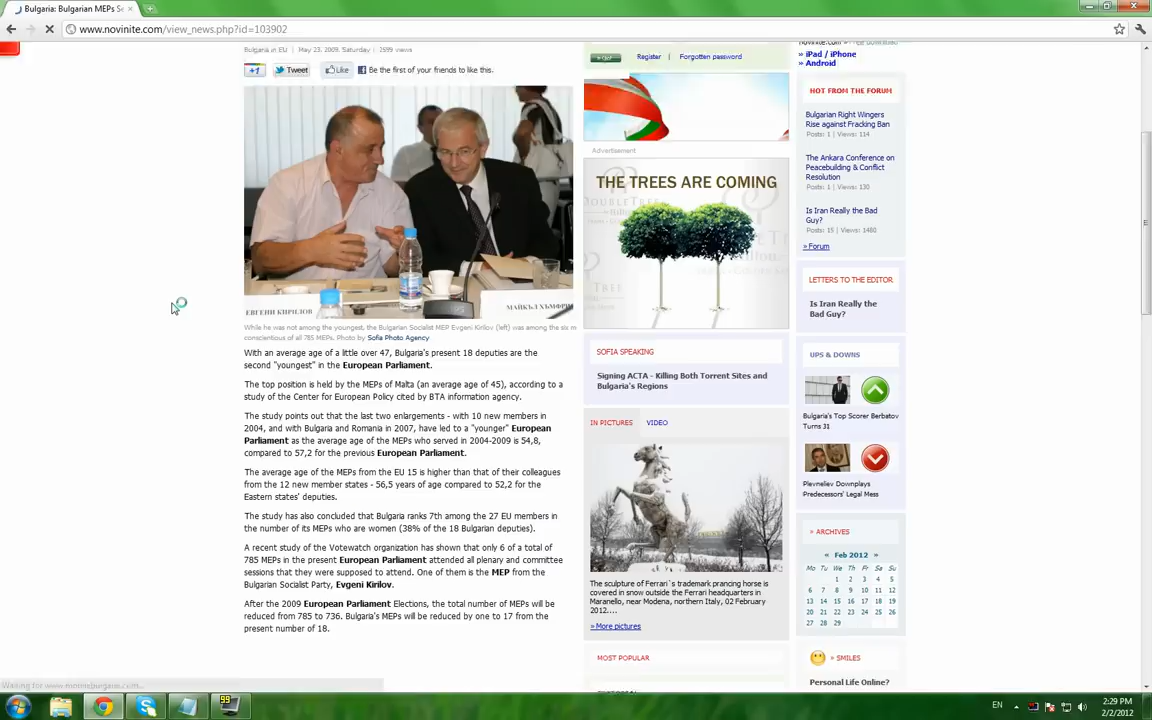 Bulgaria: Bulgarian MEPs Se
www.novinite.com/view_news.php?id=103902
Bulgaria in EU | May 23, 2009, Saturday | 2599 views
+1 Tweet Like Be the first of your friends to like this.
ЕВГЕНИ КИРИЛОВ
МАЙКЪЛ ХЪМФРИ
While he was not among the youngest, the Bulgarian Socialist MEP Evgeni Kirilov (left) was among the six m
conscientious of all 785 MEPs. Photo by Sofia Photo Agency
With an average age of a little over 47, Bulgaria's present 18 deputies are the
second "youngest" in the European Parliament.
The top position is held by the MEPs of Malta (an average age of 45), according to a
study of the Center for European Policy cited by BTA information agency.
The study points out that the last two enlargements - with 10 new members in
2004, and with Bulgaria and Romania in 2007, have led to a "younger" European
Parliament as the average age of the MEPs who served in 2004-2009 is 54,8,
compared to 57,2 for the previous European Parliament.
The average age of the MEPs from the EU 15 is higher than that of their colleagues
from the 12 new member states - 56,5 years of age compared to 52,2 for the
Eastern states' deputies.
The study has also concluded that Bulgaria ranks 7th among the 27 EU members in
the number of its MEPs who are women (38% of the 18 Bulgarian deputies).
A recent study of the Votewatch organization has shown that only 6 of a total of
785 MEPs in the present European Parliament attended all plenary and committee
sessions that they were supposed to attend. One of them is the MEP from the
Bulgarian Socialist Party, Evgeni Kirilov.
After the 2009 European Parliament Elections, the total number of MEPs will be
reduced from 785 to 736. Bulgaria's MEPs will be reduced by one to 17 from the
present number of 18.
Go! Register Forgotten password
Advertisement
THE TREES ARE COMING
SOFIA SPEAKING
Signing ACTA - Killing Both Torrent Sites and
Bulgaria's Regions
IN PICTURES VIDEO
The sculpture of Ferrari`s trademark prancing horse is
covered in snow outside the Ferrari headquarters in
Maranello, near Modena, northern Italy, 02 February
2012....
» More pictures
MOST POPULAR
» iPad / iPhone
» Android
HOT FROM THE FORUM
Bulgarian Right Wingers
Rise against Fracking Ban
Posts: 1 | Views: 114
The Ankara Conference on
Peacebuilding & Conflict
Resolution
Posts: 1 | Views: 130
Is Iran Really the Bad
Guy?
Posts: 15 | Views: 1480
» Forum
LETTERS TO THE EDITOR
Is Iran Really the
Bad Guy?
UPS & DOWNS
Bulgaria's Top Scorer Berbatov
Turns 31
Plevneliev Downplays
Predecessors' Legal Mess
» ARCHIVES
« Feb 2012 »
Mo Tu We Th Fr Sa Su
1 2 3 4 5
6 7 8 9 10 11 12
13 14 15 16 17 18 19
20 21 22 23 24 25 26
27 28 29
» SMILES
Personal Life Online?
99
EN
2:29 PM
2/2/2012